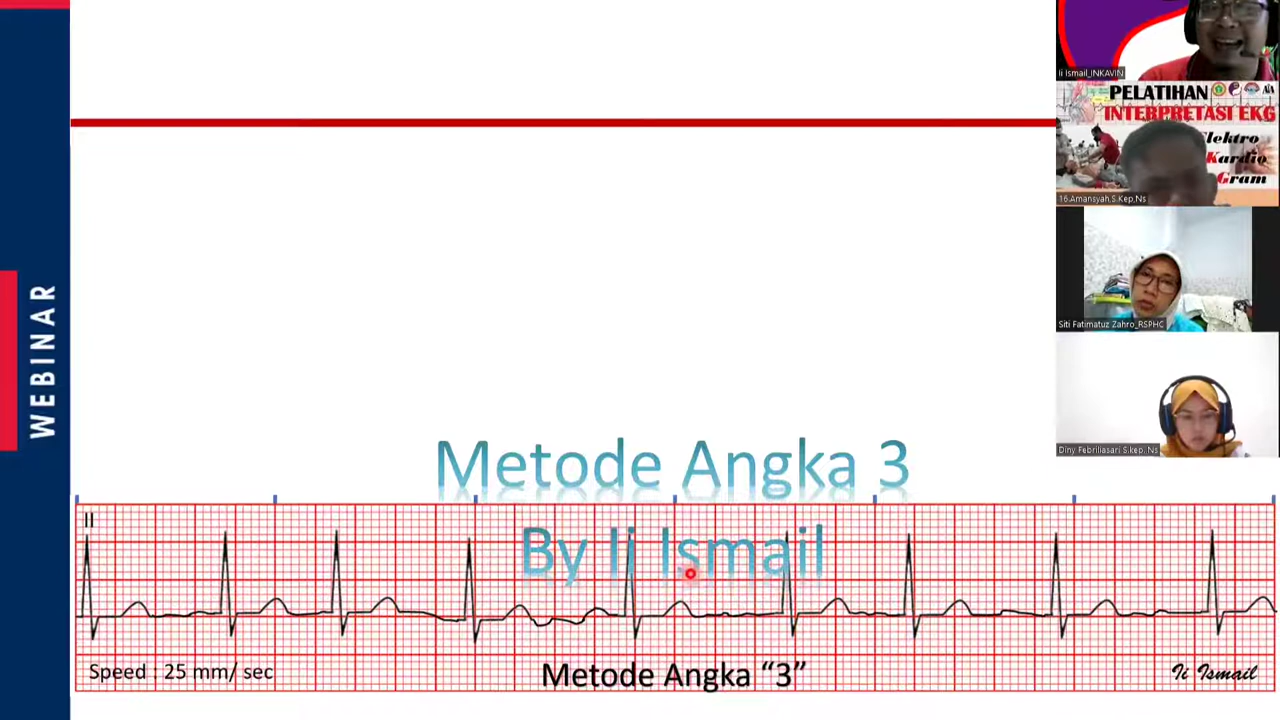 WEBINAR
Metode Angka 3
By Ii Ismail
II
Speed : 25 mm/ sec
Metode Angka “3”
Ii Ismail
Ii Ismail_INKAVIN
PELATIHAN
INTERPRETASI EKG
Elektro
Kardio
Gram
16.Amansyah.S.Kep.Ns
Siti Fatimatuz Zahro_RSPHC
Diny Febriliasari S.kep.,Ns